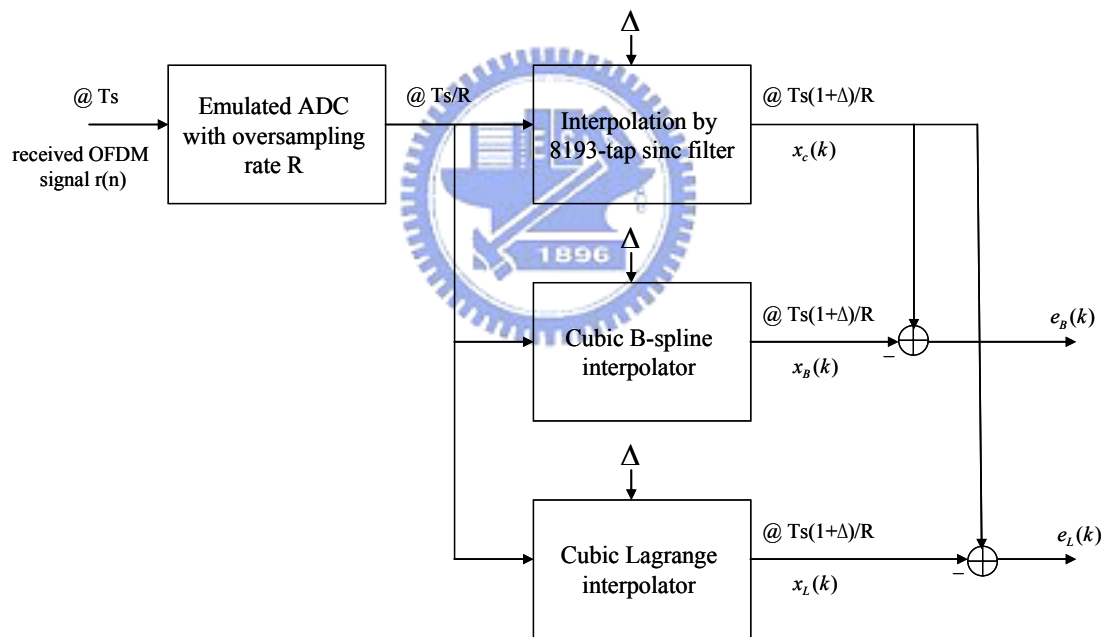 Δ
@ Ts
Emulated ADC
with oversampling
rate R
@ Ts/R
Interpolation by
8193-tap sinc filter
@ Ts(1+Δ)/R
x_c(k)
received OFDM
signal r(n)
1896
Δ
Cubic B-spline
interpolator
@ Ts(1+Δ)/R
x_B(k)
−
e_B(k)
Δ
Cubic Lagrange
interpolator
@ Ts(1+Δ)/R
x_L(k)
−
e_L(k)